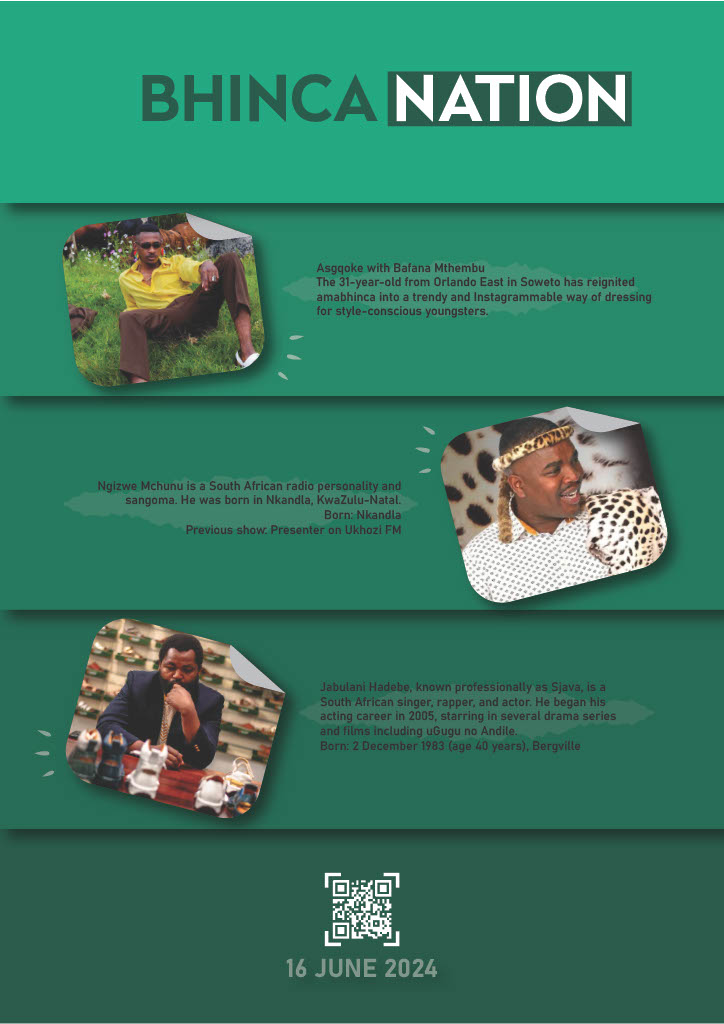 BHINCA NATION
Asgqoke with Bafana Mthembu
The 31-year-old from Orlando East in Soweto has reignited
amabhinca into a trendy and Instagrammable way of dressing
for style-conscious youngsters.
Ngizwe Mchunu is a South African radio personality and
sangoma. He was born in Nkandla, KwaZulu-Natal.
Born: Nkandla
Previous show: Presenter on Ukhozi FM
Jabulani Hadebe, known professionally as Sjava, is a
South African singer, rapper, and actor. He began his
acting career in 2005, starring in several drama series
and films including uGugu no Andile.
Born: 2 December 1983 (age 40 years), Bergville
16 JUNE 2024